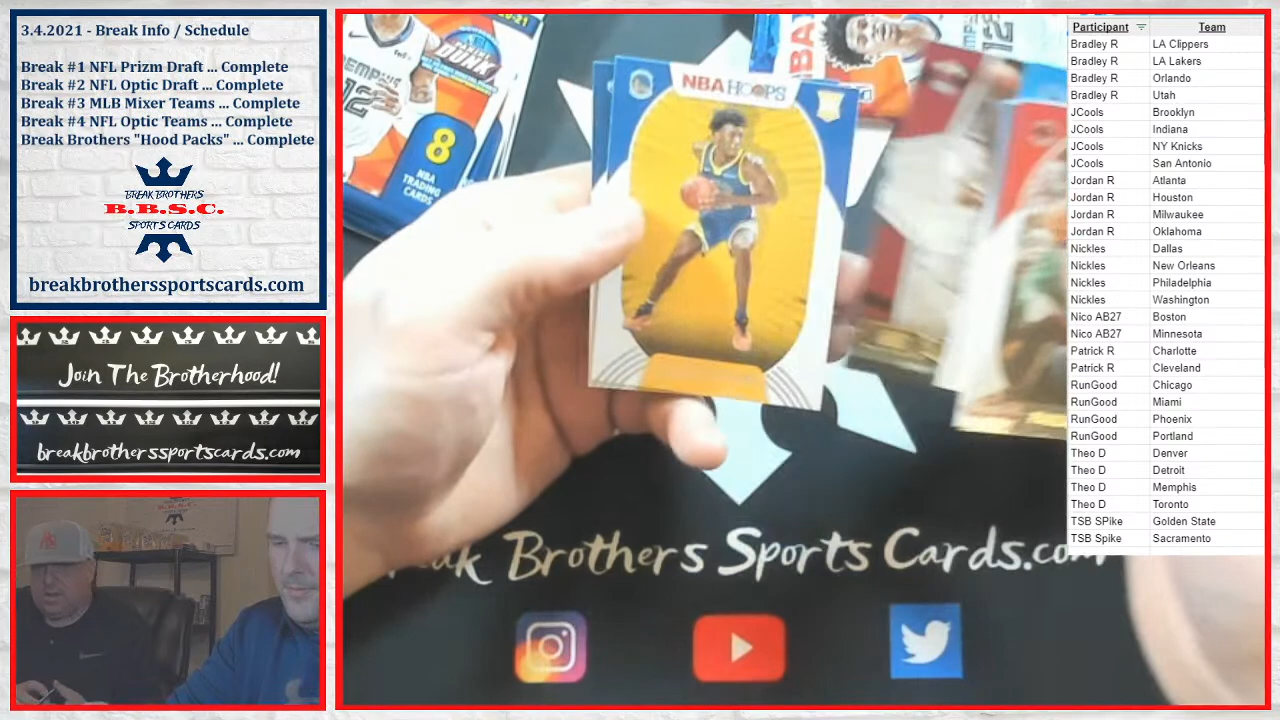 3.4.2021 - Break Info / Schedule
Break #1 NFL Prizm Draft ... Complete
Break #2 NFL Optic Draft ... Complete
Break #3 MLB Mixer Teams ... Complete
Break #4 NFL Optic Teams ... Complete
Break Brothers "Hood Packs" ... Complete
BREAK BROTHERS
B.B.S.C.
SPORTS CARDS
breakbrotherssportscards.com
Join The Brotherhood!
breakbrotherssportscards.com
8
NBA
TRADING
CARDS
NBA HOOPS
Break Brothers Sports Cards.com
Participant Team
Bradley R LA Clippers
Bradley R LA Lakers
Bradley R Orlando
Bradley R Utah
JCools Brooklyn
JCools Indiana
JCools NY Knicks
JCools San Antonio
Jordan R Atlanta
Jordan R Houston
Jordan R Milwaukee
Jordan R Oklahoma
Nickles Dallas
Nickles New Orleans
Nickles Philadelphia
Nickles Washington
Nico AB27 Boston
Nico AB27 Minnesota
Patrick R Charlotte
Patrick R Cleveland
RunGood Chicago
RunGood Miami
RunGood Phoenix
RunGood Portland
Theo D Denver
Theo D Detroit
Theo D Memphis
Theo D Toronto
TSB SPike Golden State
TSB Spike Sacramento